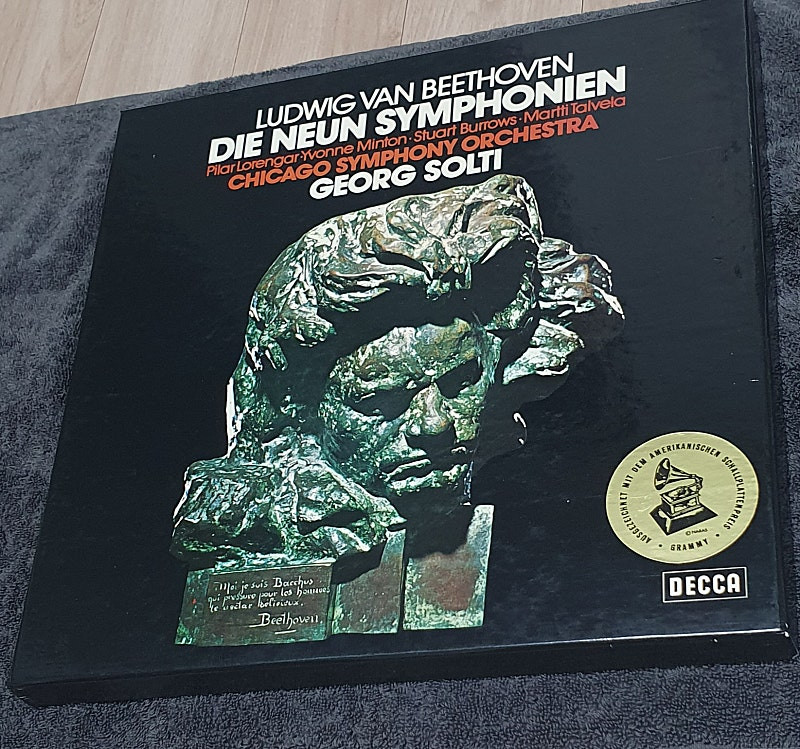 LUDWIG VAN BEETHOVEN
DIE NEUN SYMPHONIEN
Pilar Lorengar·Yvonne Minton·Stuart Burrows·Martti Talvela
CHICAGO SYMPHONY ORCHESTRA
GEORG SOLTI
AUSGEZEICHNET MIT DEM AMERIKANISCHEN SCHALLPLATTENPREIS
© NARAS
• GRAMMY •
DECCA
Moi je suis Bacchus
qui pressure pour les hommes
le nectar délicieux.
Beethoven